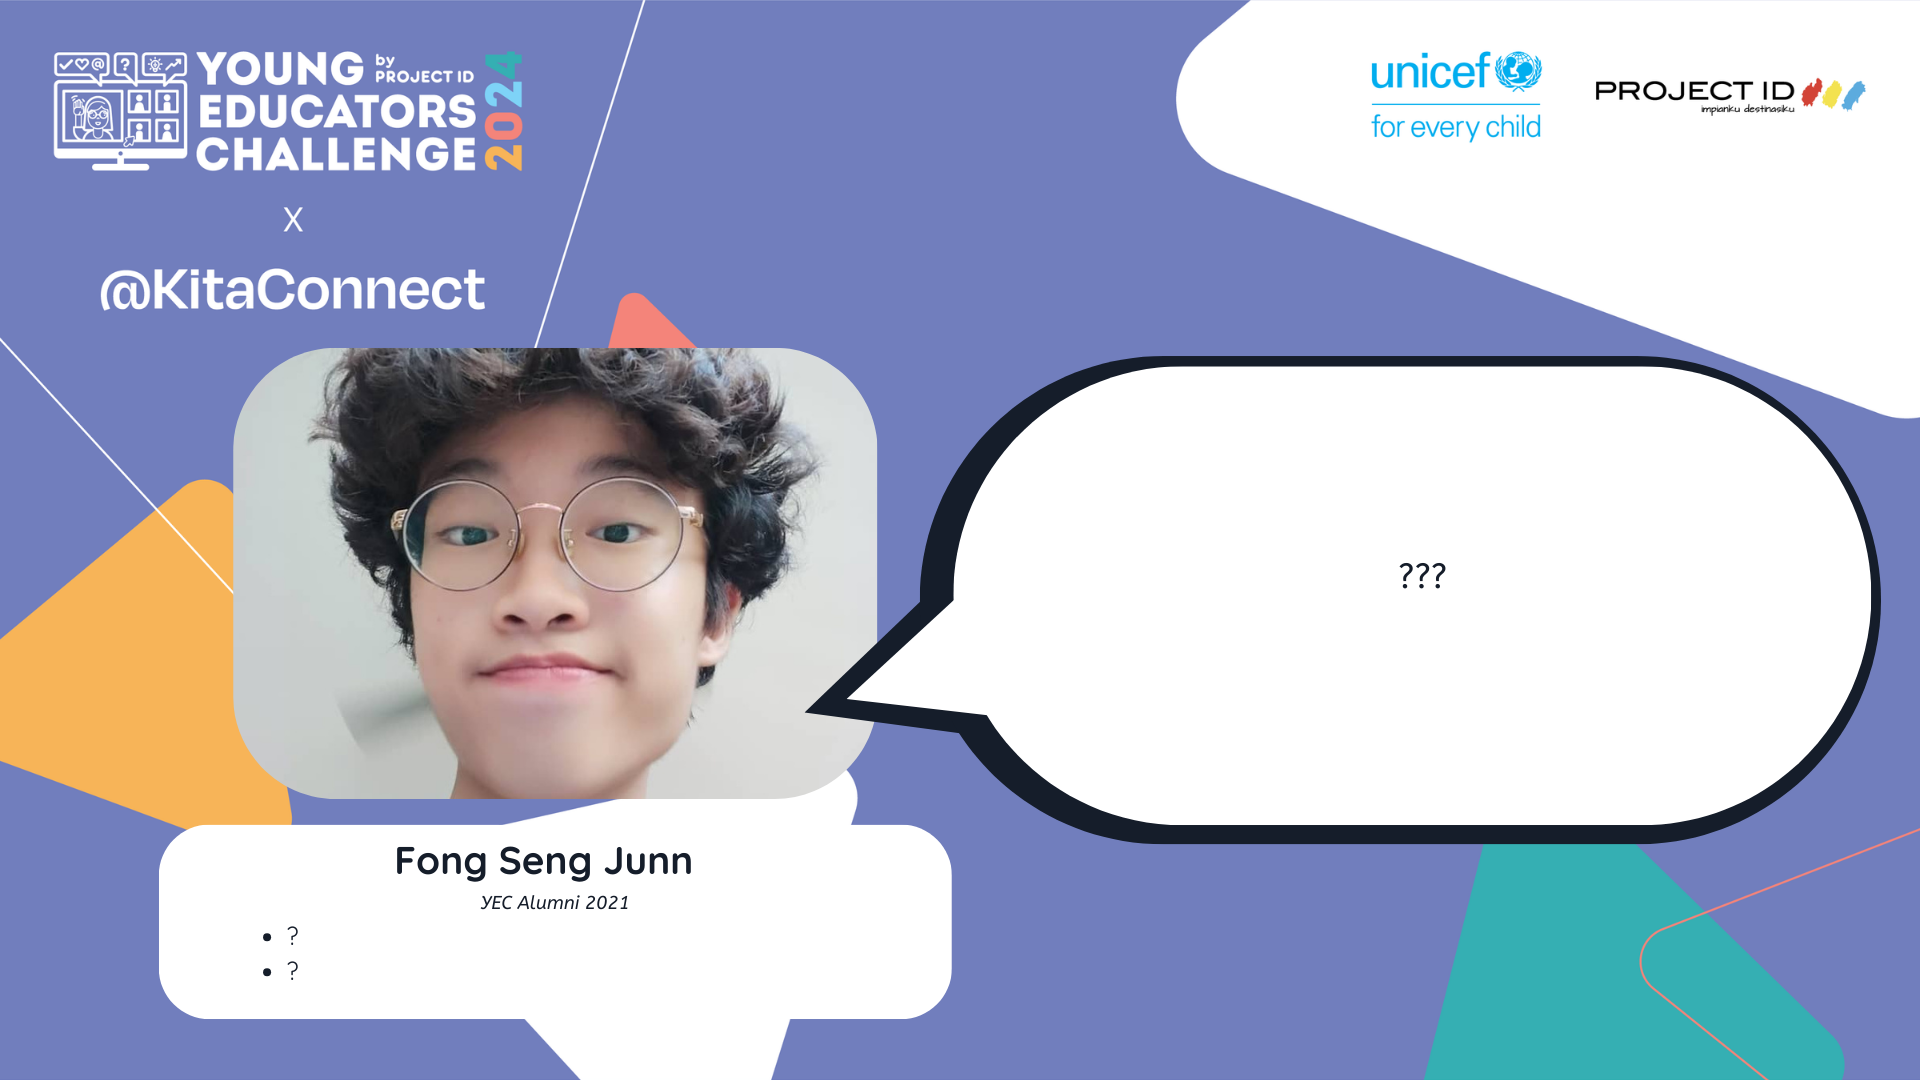 YOUNG by PROJECT ID
EDUCATORS
CHALLENGE
2024
X
@KitaConnect
unicef
for every child
PROJECT ID
impianku destinasiku
?
???
Fong Seng Junn
YEC Alumni 2021
• ?
• ?